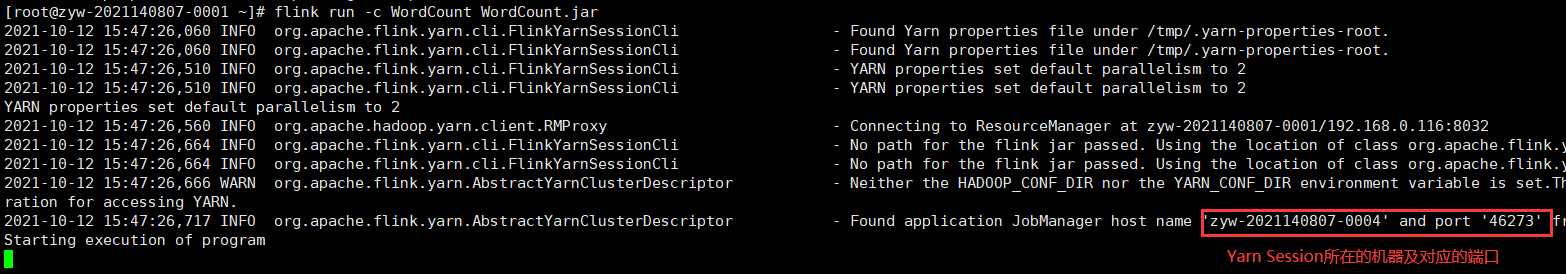 [root@zyw-2021140807-0001 ~]# flink run -c WordCount WordCount.jar
2021-10-12 15:47:26,060 INFO  org.apache.flink.yarn.cli.FlinkYarnSessionCli                 - Found Yarn properties file under /tmp/.yarn-properties-root.
2021-10-12 15:47:26,060 INFO  org.apache.flink.yarn.cli.FlinkYarnSessionCli                 - Found Yarn properties file under /tmp/.yarn-properties-root.
2021-10-12 15:47:26,510 INFO  org.apache.flink.yarn.cli.FlinkYarnSessionCli                 - YARN properties set default parallelism to 2
2021-10-12 15:47:26,510 INFO  org.apache.flink.yarn.cli.FlinkYarnSessionCli                 - YARN properties set default parallelism to 2
YARN properties set default parallelism to 2
2021-10-12 15:47:26,560 INFO  org.apache.hadoop.yarn.client.RMProxy                         - Connecting to ResourceManager at zyw-2021140807-0001/192.168.0.116:8032
2021-10-12 15:47:26,664 INFO  org.apache.flink.yarn.cli.FlinkYarnSessionCli                 - No path for the flink jar passed. Using the location of class org.apache.flink.y
2021-10-12 15:47:26,664 INFO  org.apache.flink.yarn.cli.FlinkYarnSessionCli                 - No path for the flink jar passed. Using the location of class org.apache.flink.y
2021-10-12 15:47:26,666 WARN  org.apache.flink.yarn.AbstractYarnClusterDescriptor           - Neither the HADOOP_CONF_DIR nor the YARN_CONF_DIR environment variable is set.Th
ration for accessing YARN.
2021-10-12 15:47:26,717 INFO  org.apache.flink.yarn.AbstractYarnClusterDescriptor           - Found application JobManager host name 'zyw-2021140807-0004' and port '46273' fr
Starting execution of program
Yarn Session所在的机器及对应的端口